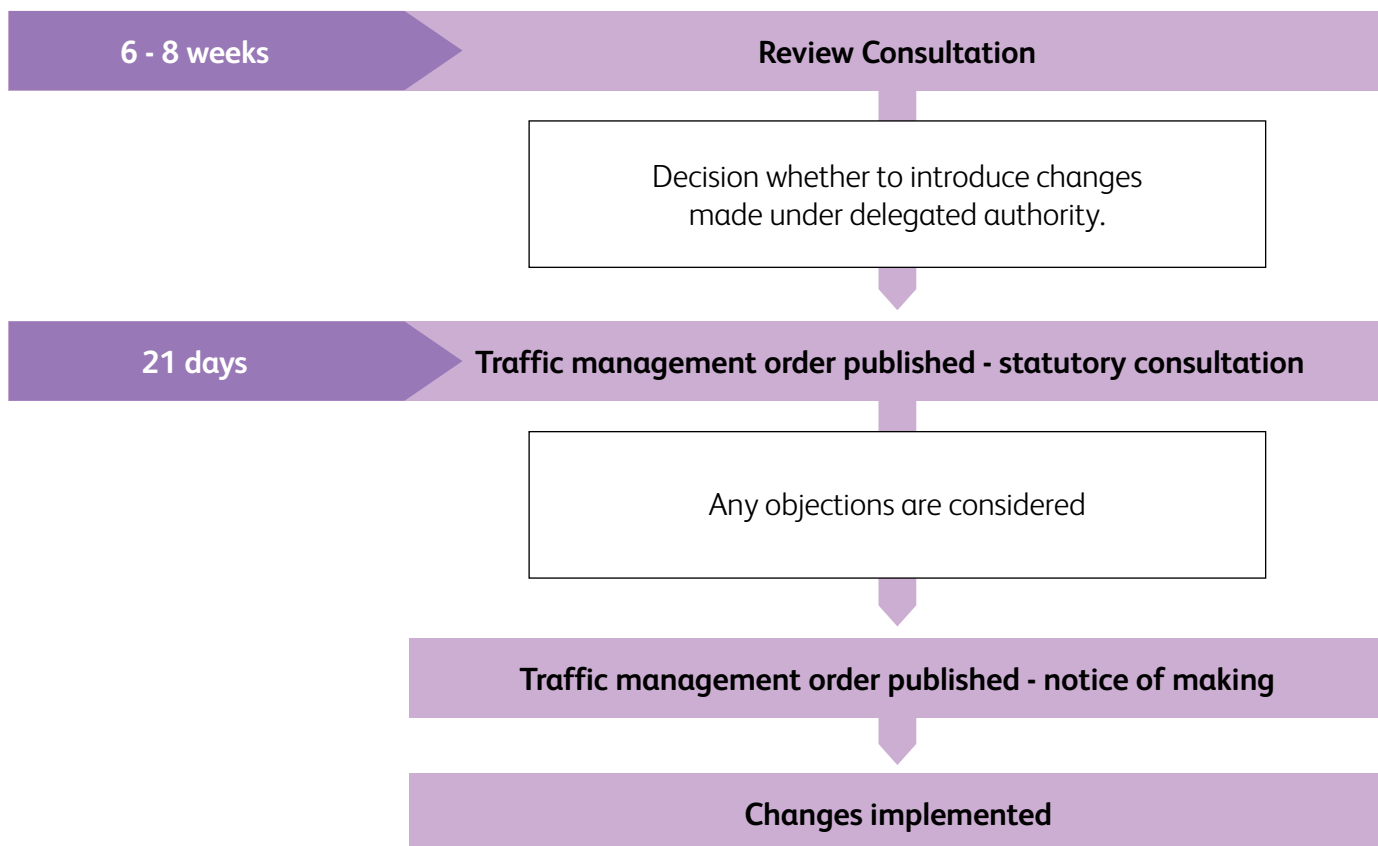 6 - 8 weeks
Review Consultation
Decision whether to introduce changes
made under delegated authority.
21 days
Traffic management order published - statutory consultation
Any objections are considered
Traffic management order published - notice of making
Changes implemented